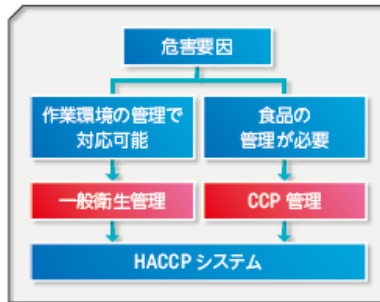 危害要因
作業環境の管理で
対応可能
食品の
管理が必要
一般衛生管理
CCP 管理
HACCP システム